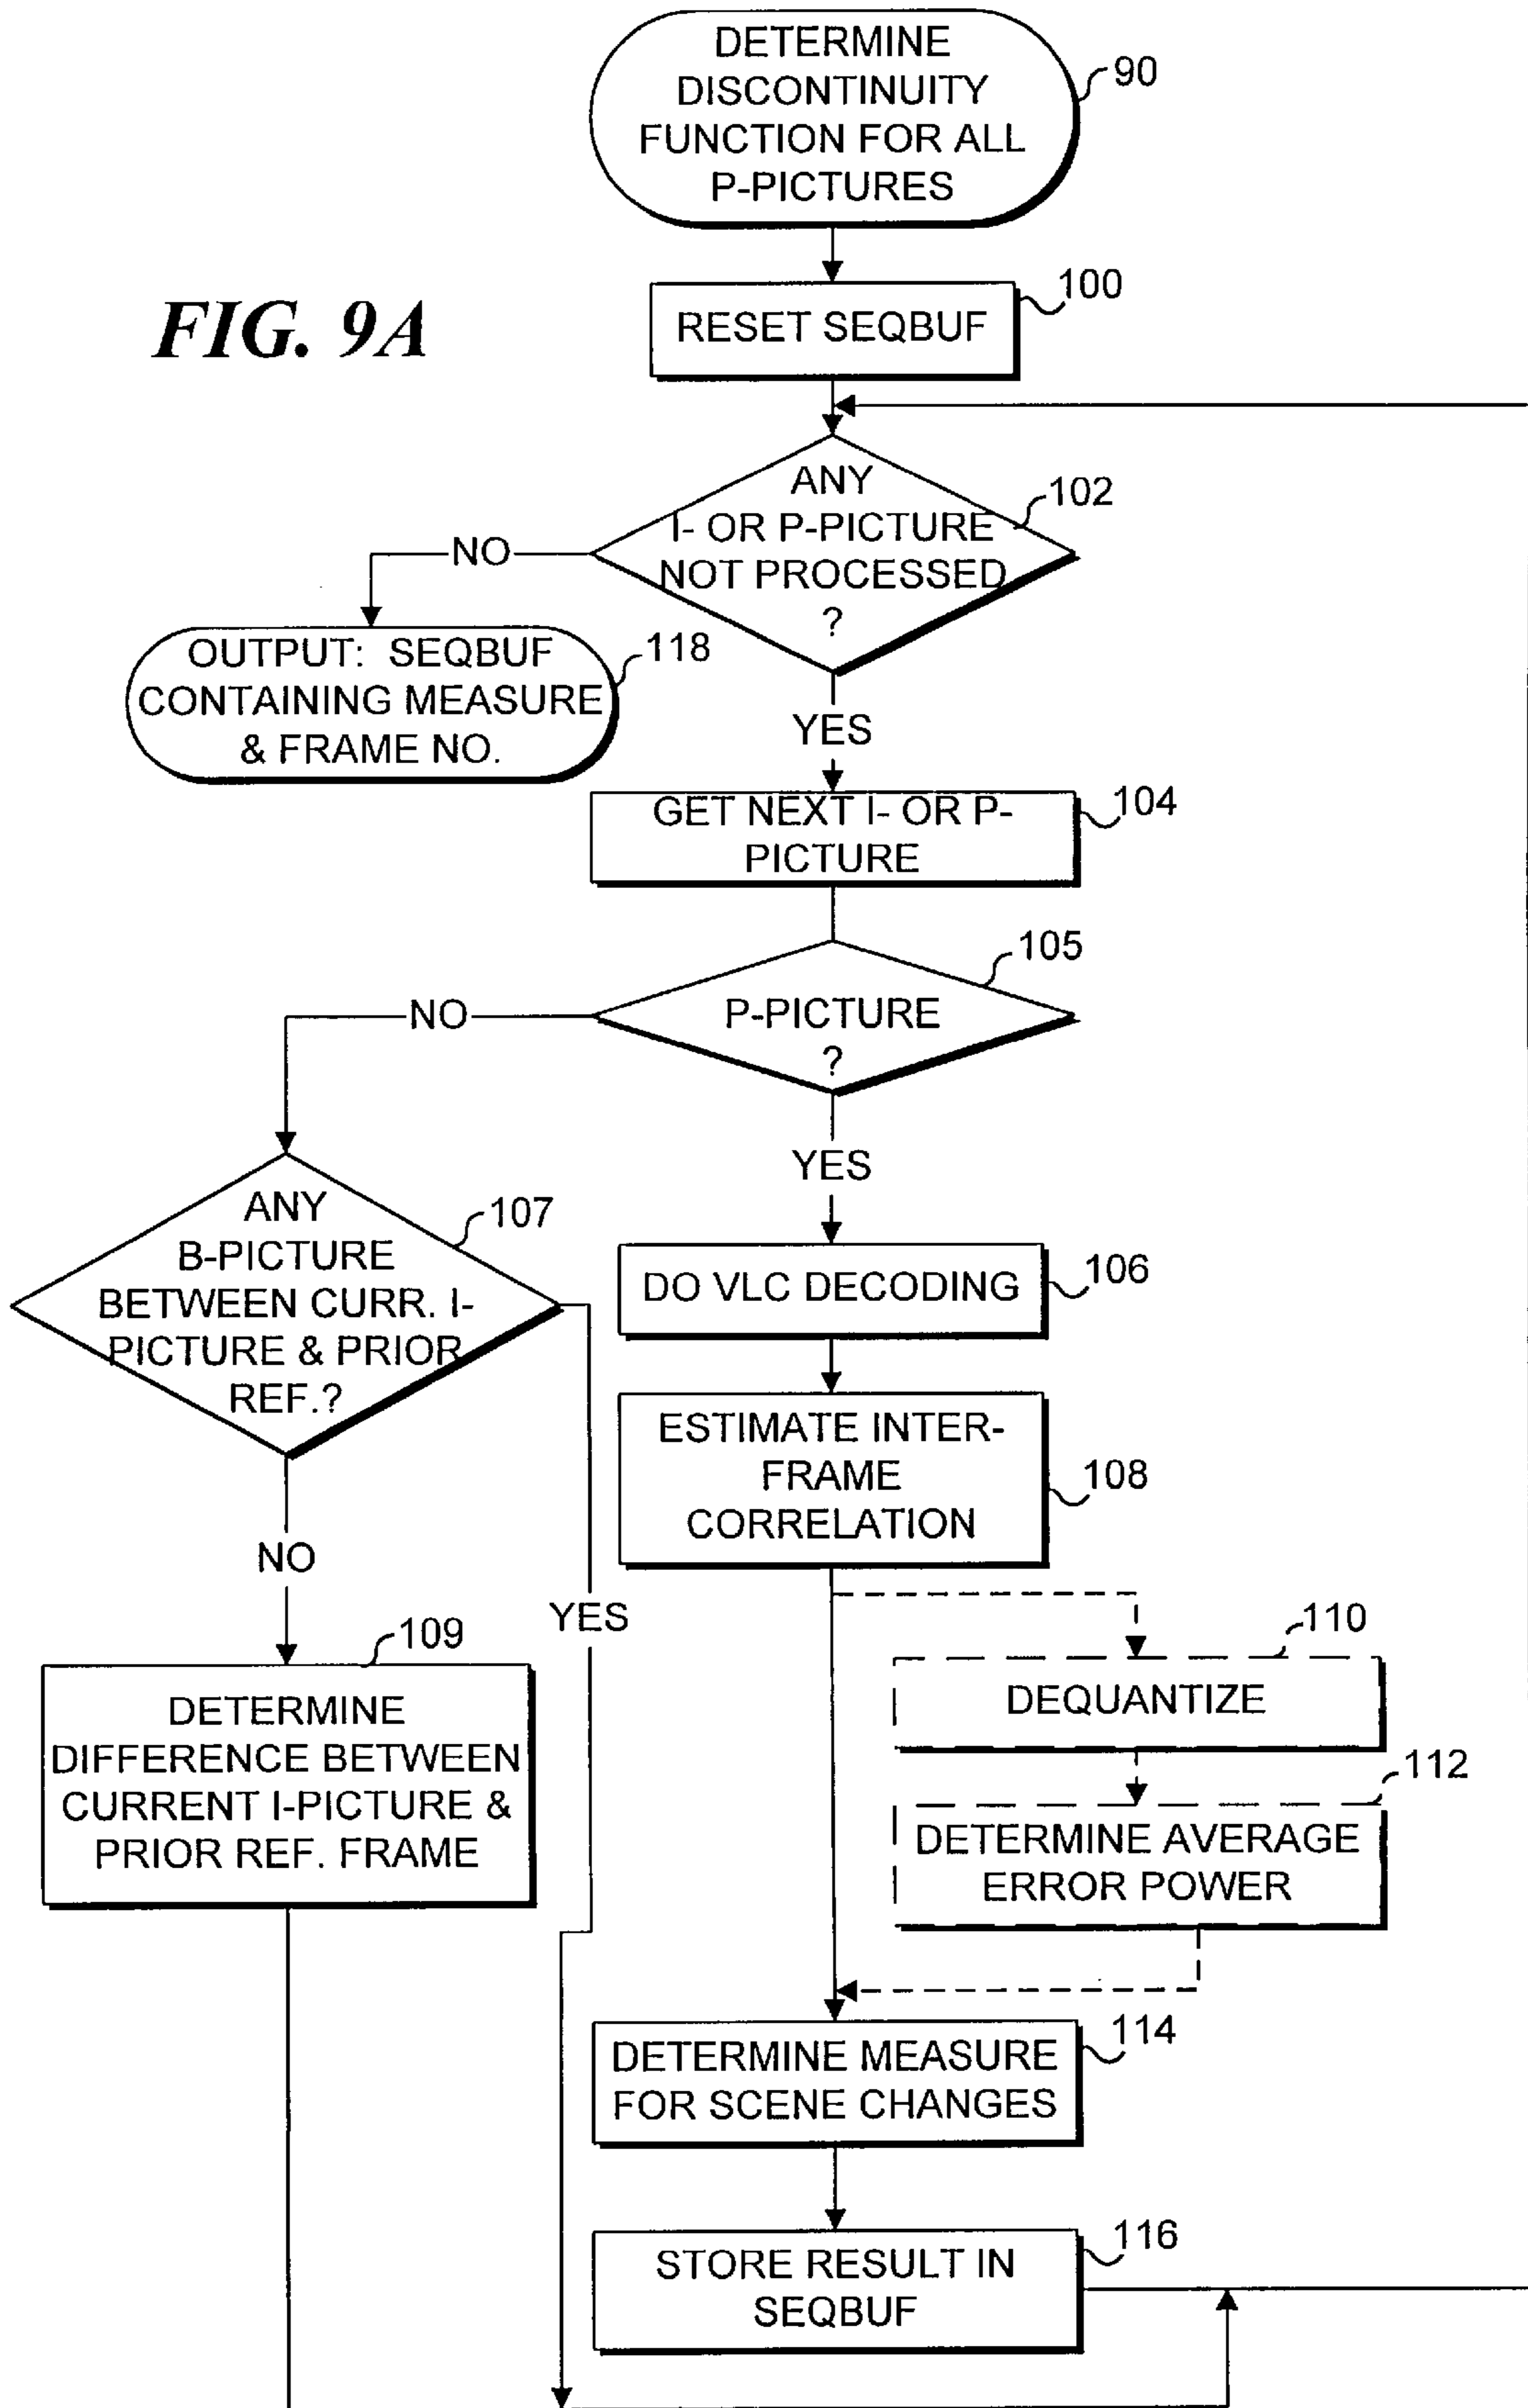 DETERMINE
DISCONTINUITY
FUNCTION FOR ALL
P-PICTURES
90
FIG. 9A
RESET SEQBUF
100
ANY
I- OR P-PICTURE
NOT PROCESSED
?
102
NO
OUTPUT: SEQBUF
CONTAINING MEASURE
& FRAME NO.
118
YES
GET NEXT I- OR P-
PICTURE
104
P-PICTURE
?
105
NO
YES
ANY
B-PICTURE
BETWEEN CURR. I-
PICTURE & PRIOR
REF.?
107
DO VLC DECODING
106
ESTIMATE INTER-
FRAME
CORRELATION
108
NO
YES
DETERMINE
DIFFERENCE BETWEEN
CURRENT I-PICTURE &
PRIOR REF. FRAME
109
DEQUANTIZE
110
DETERMINE AVERAGE
ERROR POWER
112
DETERMINE MEASURE
FOR SCENE CHANGES
114
STORE RESULT IN
SEQBUF
116